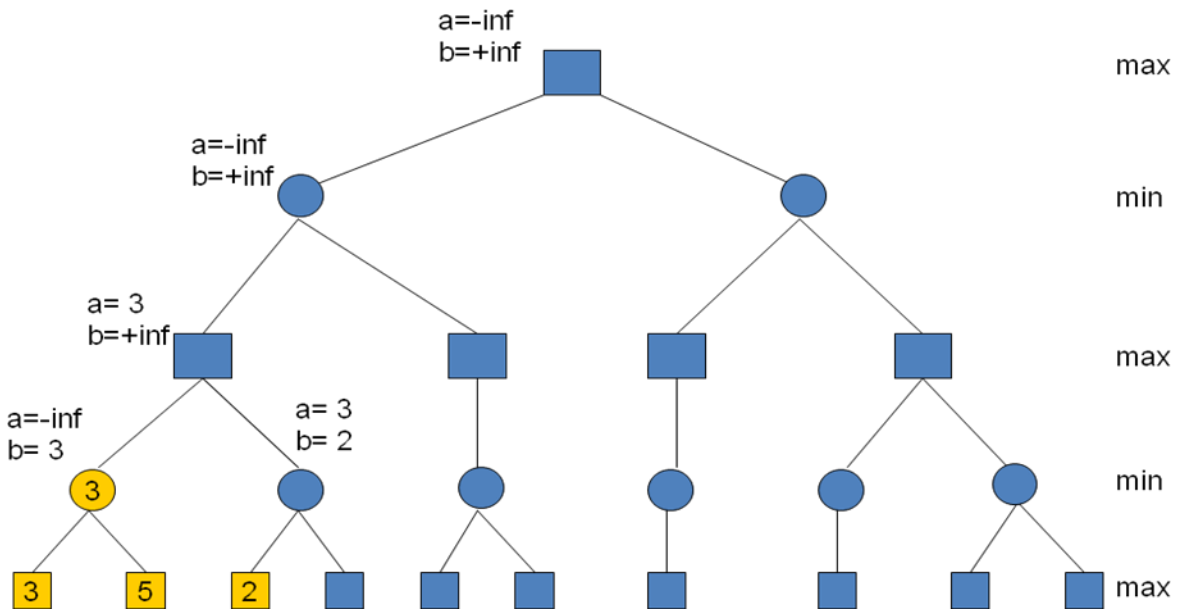 a=-inf
b=+inf
max
a=-inf
b=+inf
min
a= 3
b=+inf
max
a=-inf
b= 3
a= 3
b= 2
3
min
3
5
2
max